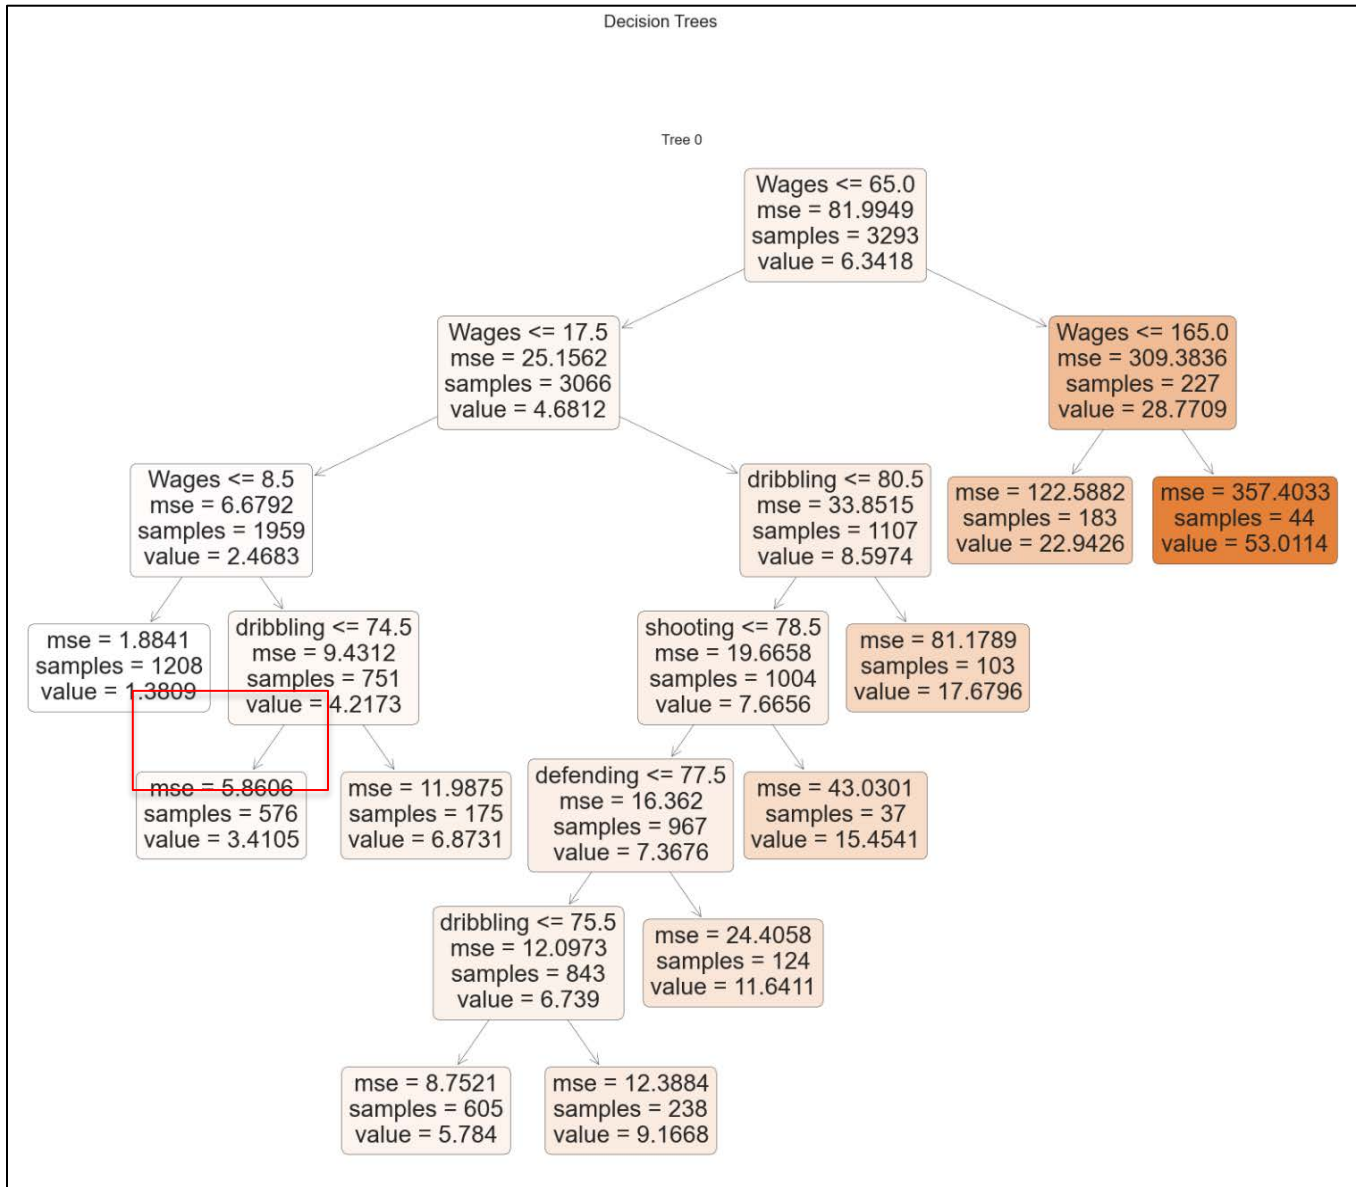 Decision Trees
Tree 0
Wages <= 65.0
mse = 81.9949
samples = 3293
value = 6.3418
Wages <= 17.5
mse = 25.1562
samples = 3066
value = 4.6812
Wages <= 165.0
mse = 309.3836
samples = 227
value = 28.7709
Wages <= 8.5
mse = 6.6792
samples = 1959
value = 2.4683
dribbling <= 80.5
mse = 33.8515
samples = 1107
value = 8.5974
mse = 122.5882
samples = 183
value = 22.9426
mse = 357.4033
samples = 44
value = 53.0114
mse = 1.8841
samples = 1208
value = 1.3809
dribbling <= 74.5
mse = 9.4312
samples = 751
value = 4.2173
shooting <= 78.5
mse = 19.6658
samples = 1004
value = 7.6656
mse = 81.1789
samples = 103
value = 17.6796
mse = 5.8606
samples = 576
value = 3.4105
mse = 11.9875
samples = 175
value = 6.8731
defending <= 77.5
mse = 16.362
samples = 967
value = 7.3676
mse = 43.0301
samples = 37
value = 15.4541
dribbling <= 75.5
mse = 12.0973
samples = 843
value = 6.739
mse = 24.4058
samples = 124
value = 11.6411
mse = 8.7521
samples = 605
value = 5.784
mse = 12.3884
samples = 238
value = 9.1668